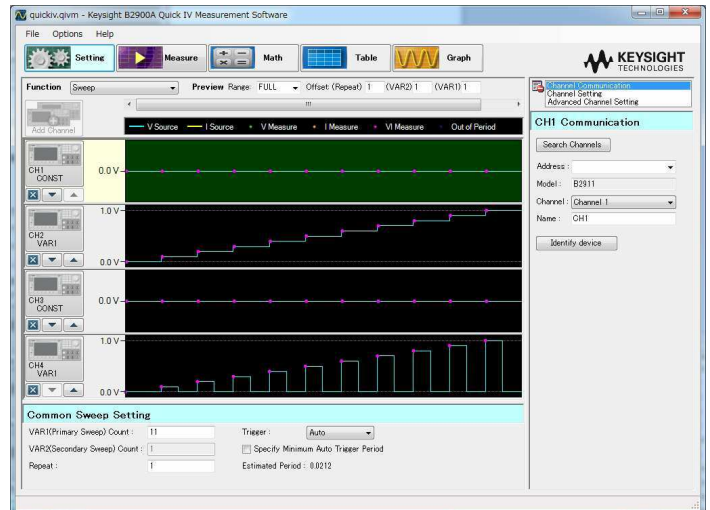 quickiv.qivm - Keysight B2900A Quick IV Measurement Software
File Options Help
Setting Measure Math Table Graph
KEYSIGHT
TECHNOLOGIES
Function Sweep Preview Range: FULL Offset (Repeat) 1 (VAR2) 1 (VAR1) 1
Add Channel
V Source I Source V Measure I Measure VI Measure Out of Period
CH1
CONST
0.0 V
CH2
VAR1
1.0 V
0.0 V
CH3
CONST
0.0 V
CH4
VAR1
1.0 V
0.0 V
Common Sweep Setting
VAR1(Primary Sweep) Count : 11 Trigger : Auto
VAR2(Secondary Sweep) Count : 1 Specify Minimum Auto Trigger Period
Repeat : 1 Estimated Period : 0.0212
Channel Communication
Channel Setting
Advanced Channel Setting
CH1 Communication
Search Channels
Address :
Model : B2911
Channel : Channel 1
Name : CH1
Identify device